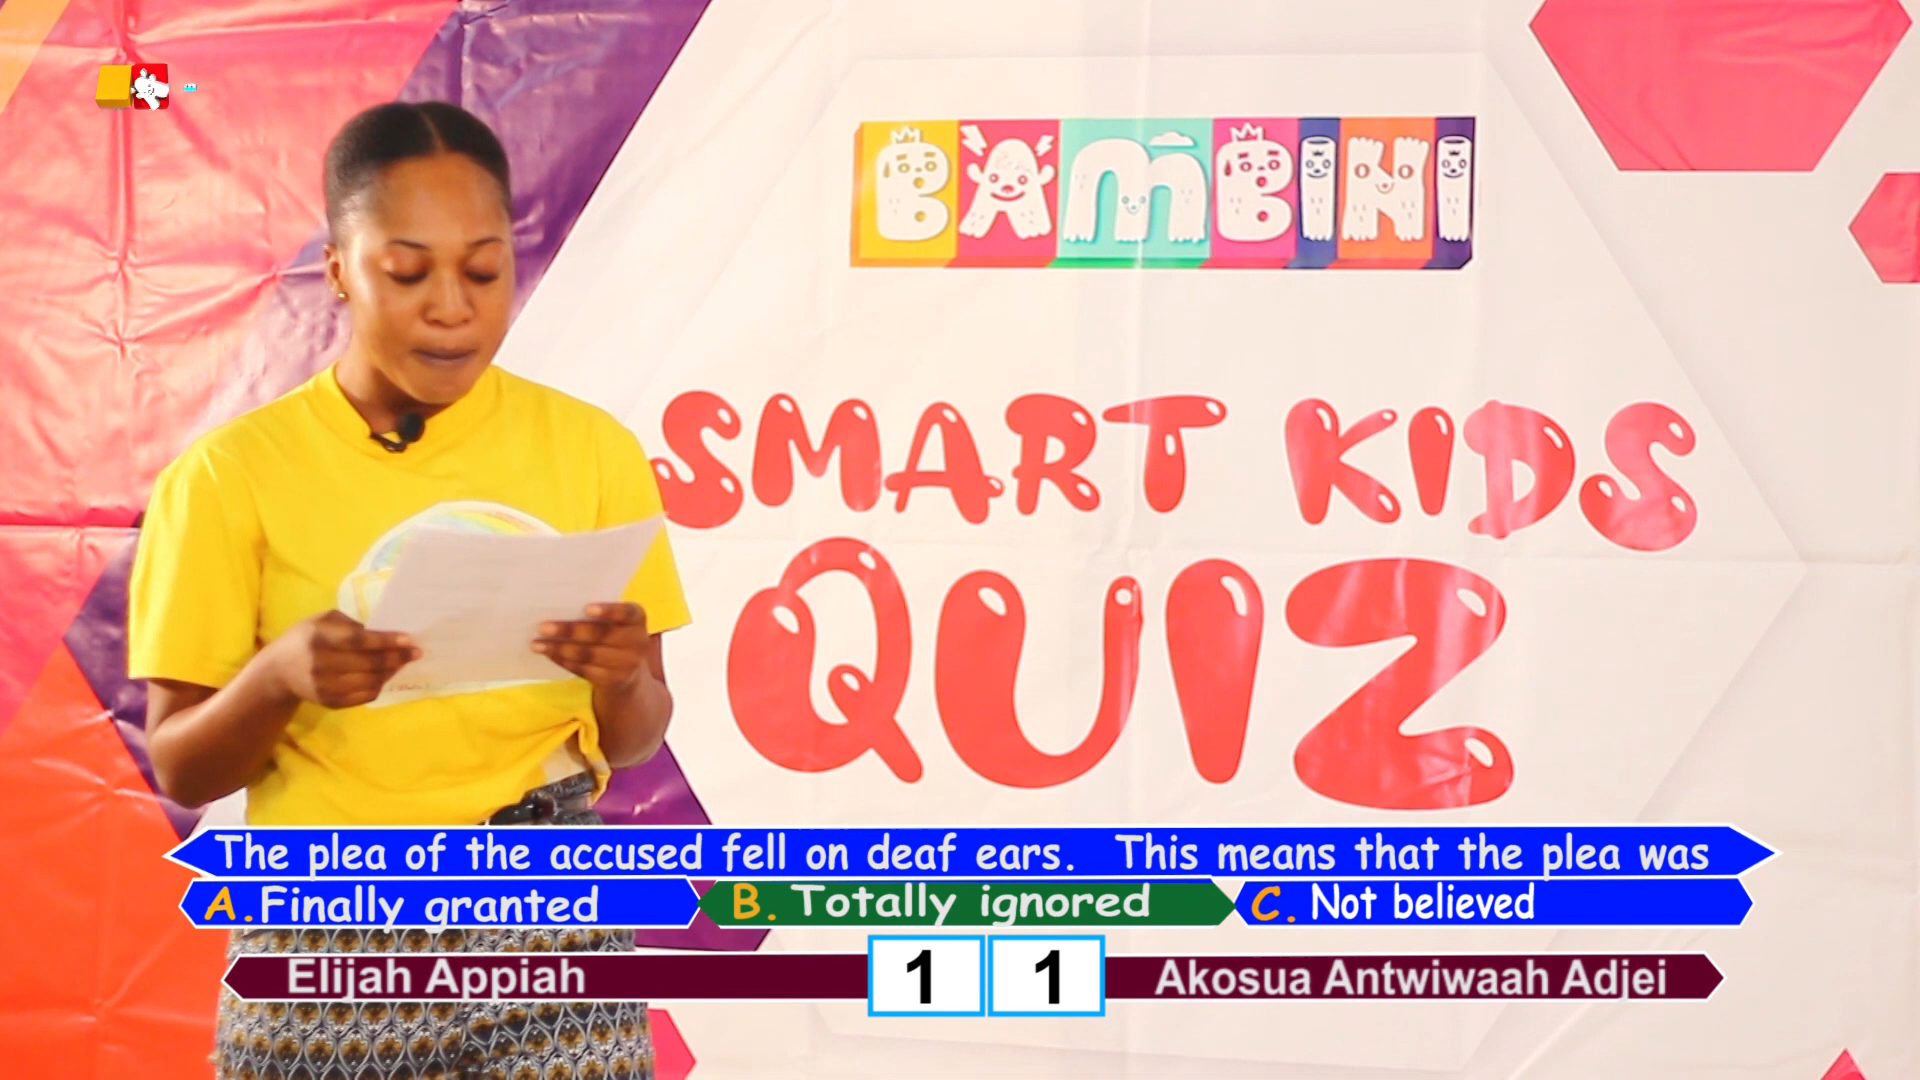 BAMBINI
SMART KIDS
QUIZ
The plea of the accused fell on deaf ears. This means that the plea was
A. Finally granted B. Totally ignored C. Not believed
Elijah Appiah 1 1 Akosua Antwiwaah Adjei